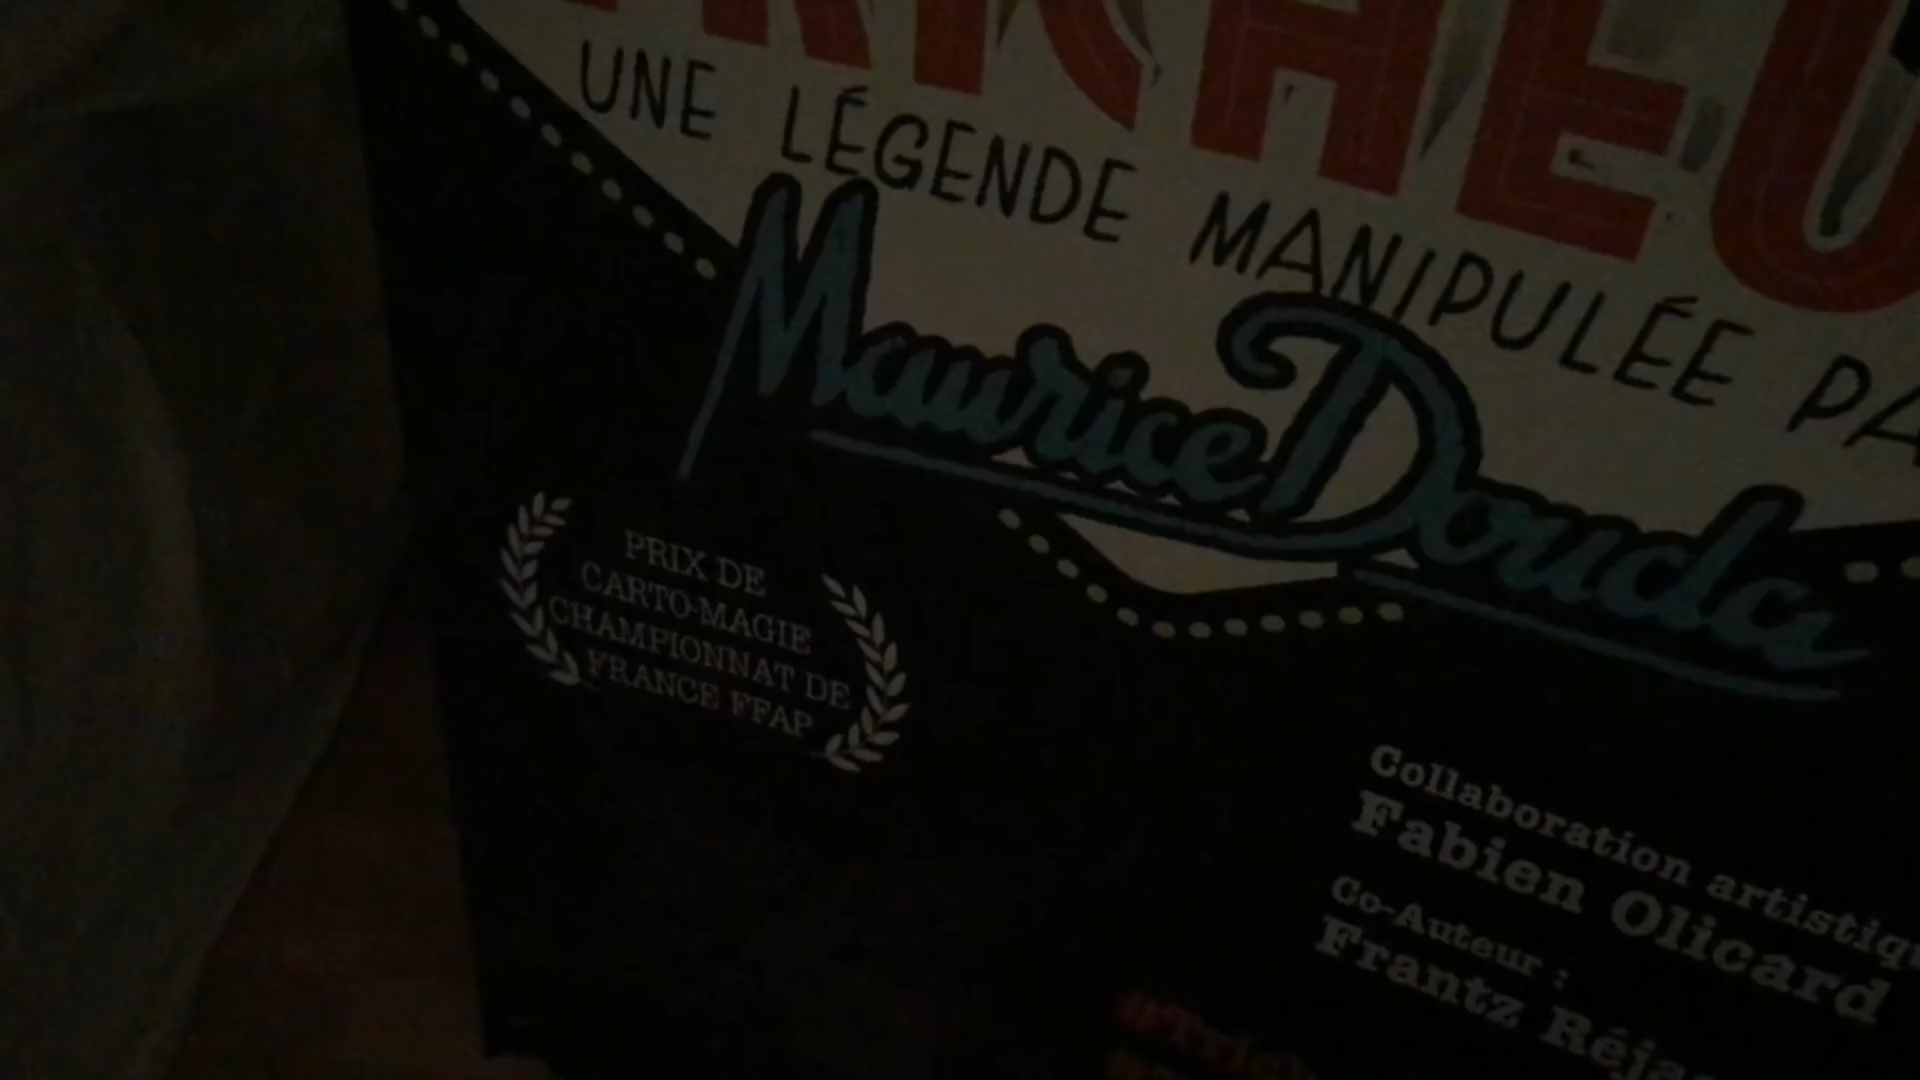 UNE LÉGENDE MANIPULÉE
Maurice Douda
PRIX DE
CARTO-MAGIE
CHAMPIONNAT DE
FRANCE FFAP
Collaboration
Fabien Olicard
Co-Auteur :
Frantz